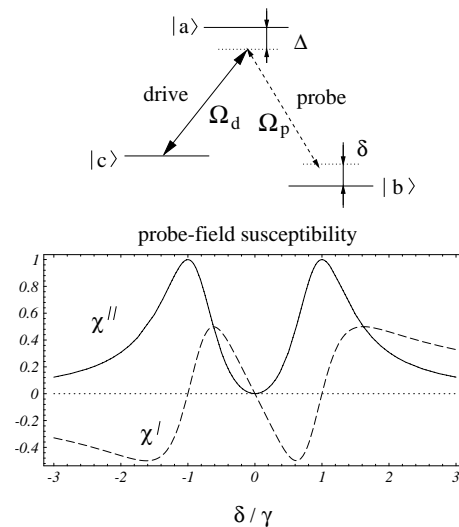 |a⟩
Δ
drive
probe
Ω_d
Ω_p
δ
|c⟩
|b⟩
probe-field susceptibility
1
0.8
χ′′
0.6
0.4
0.2
0
-0.2
χ′
-0.4
-3 -2 -1 0 1 2 3
δ / γ